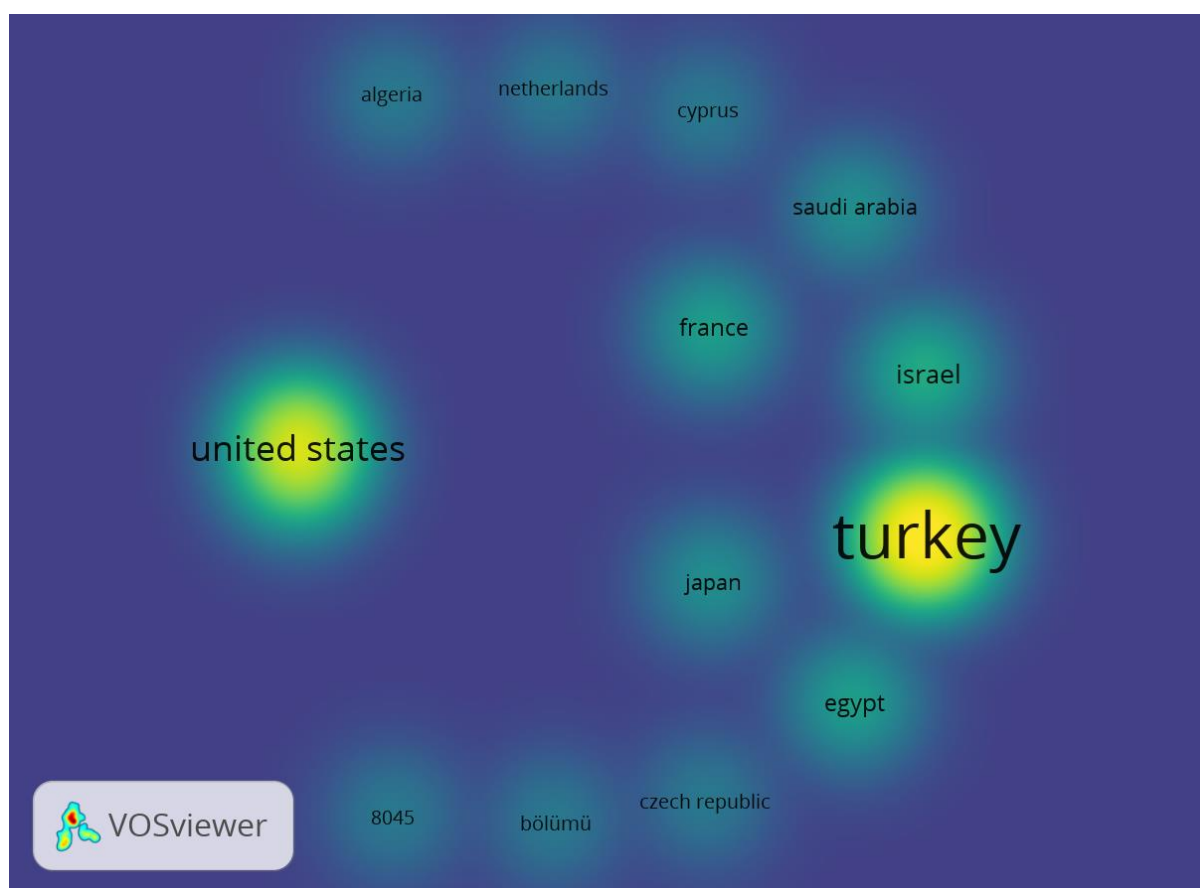 algeria
netherlands
cyprus
saudi arabia
france
israel
united states
turkey
japan
egypt
czech republic
8045
bölümü
VOSviewer